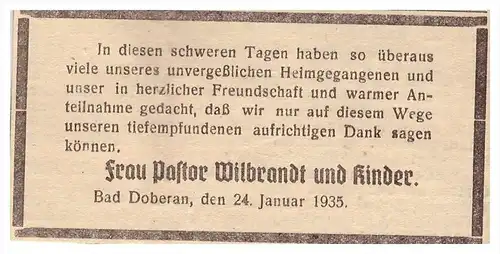 In diesen schweren Tagen haben so überaus
viele unseres unvergeßlichen Heimgegangenen und
unser in herzlicher Freundschaft und warmer An-
teilnahme gedacht, daß wir nur auf diesem Wege
unseren tiefempfundenen aufrichtigen Dank sagen
können.
Frau Pastor Wilbrandt und Kinder.
Bad Doberan, den 24. Januar 1935.